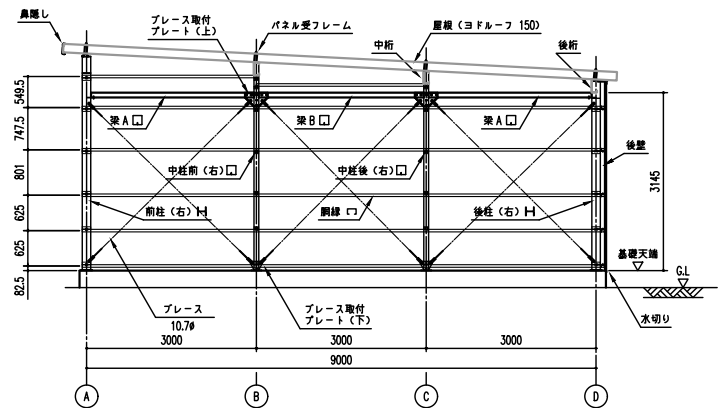 鼻隠し
ブレース取付
プレート（上）
パネル受フレーム
中桁
屋根（ヨドルーフ 150）
後桁
549.5
747.5
801
625
625
82.5
梁A
梁B
梁A
中柱前（右）
中柱後（右）
後壁
3145
前柱（右）
胴縁
後柱（右）
基礎天端
G.L
ブレース
10.7φ
ブレース取付
プレート（下）
水切り
3000
3000
3000
9000
A
B
C
D